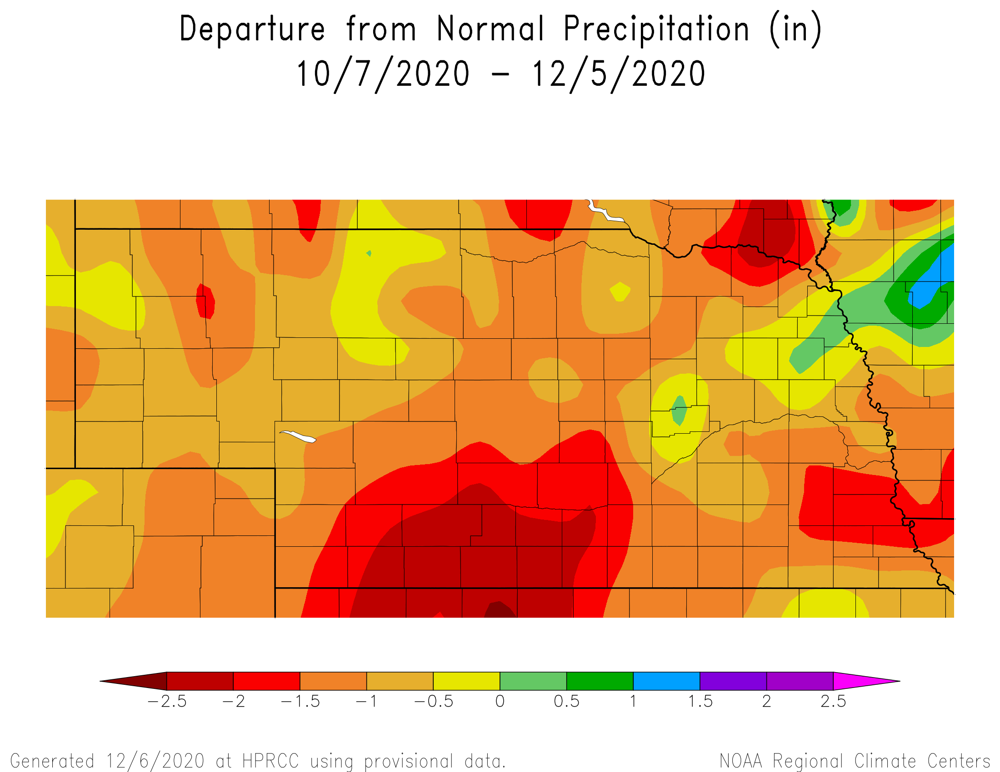 Departure from Normal Precipitation (in)
10/7/2020 – 12/5/2020
−2.5 −2 −1.5 −1 −0.5 0 0.5 1 1.5 2 2.5
Generated 12/6/2020 at HPRCC using provisional data. NOAA Regional Climate Centers